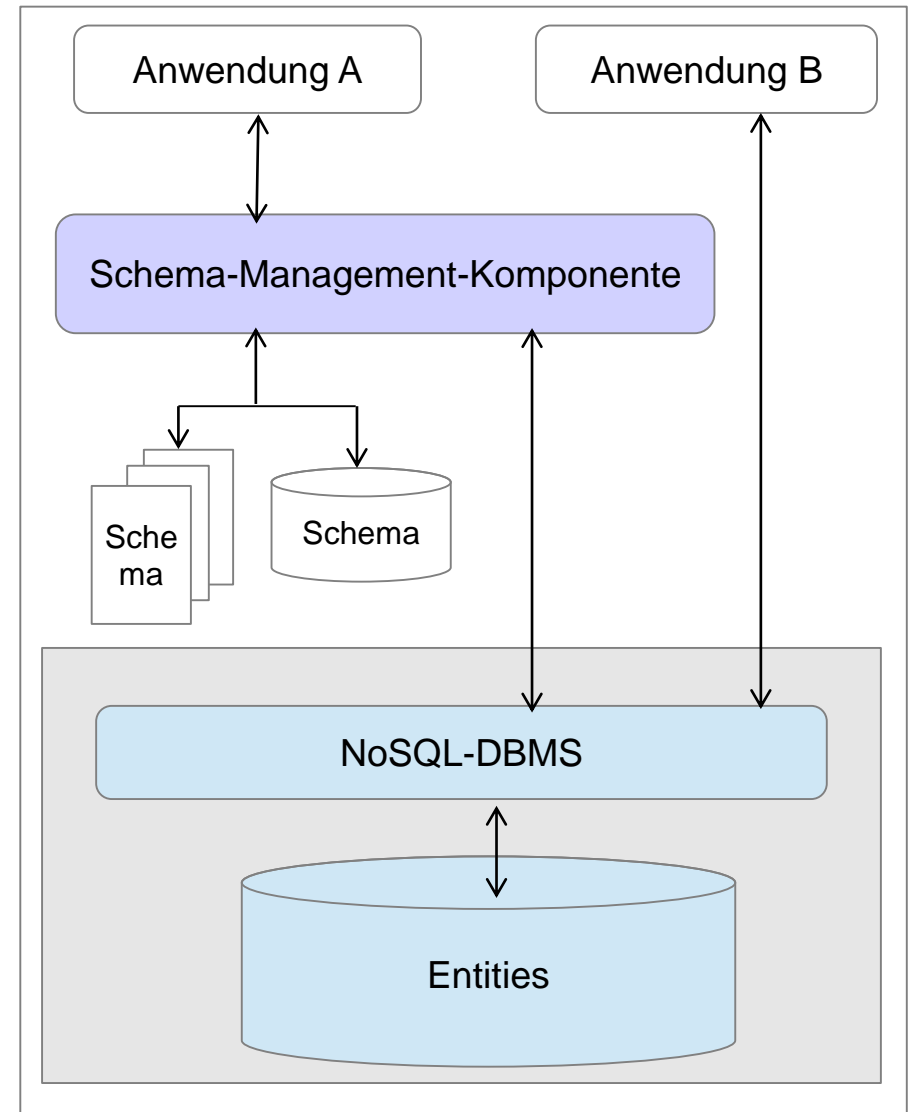 Anwendung A
Anwendung B
Schema-Management-Komponente
Sche
ma
Schema
NoSQL-DBMS
Entities